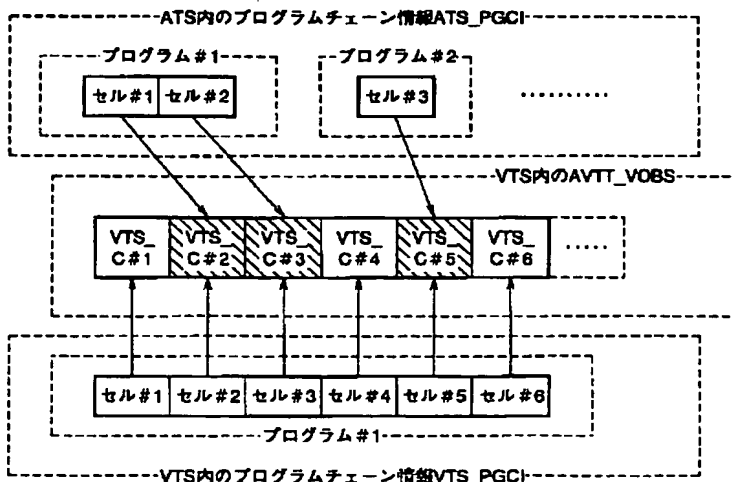 ATS内のプログラムチェーン情報ATS_PGCI
プログラム#1
プログラム#2
セル#1 セル#2
セル#3
..........
VTS内のAVTT_VOBS
VTS_C#1
VTS_C#2
VTS_C#3
VTS_C#4
VTS_C#5
VTS_C#6
.....
セル#1 セル#2 セル#3 セル#4 セル#5 セル#6
プログラム#1
VTS内のプログラムチェーン情報VTS_PGCI